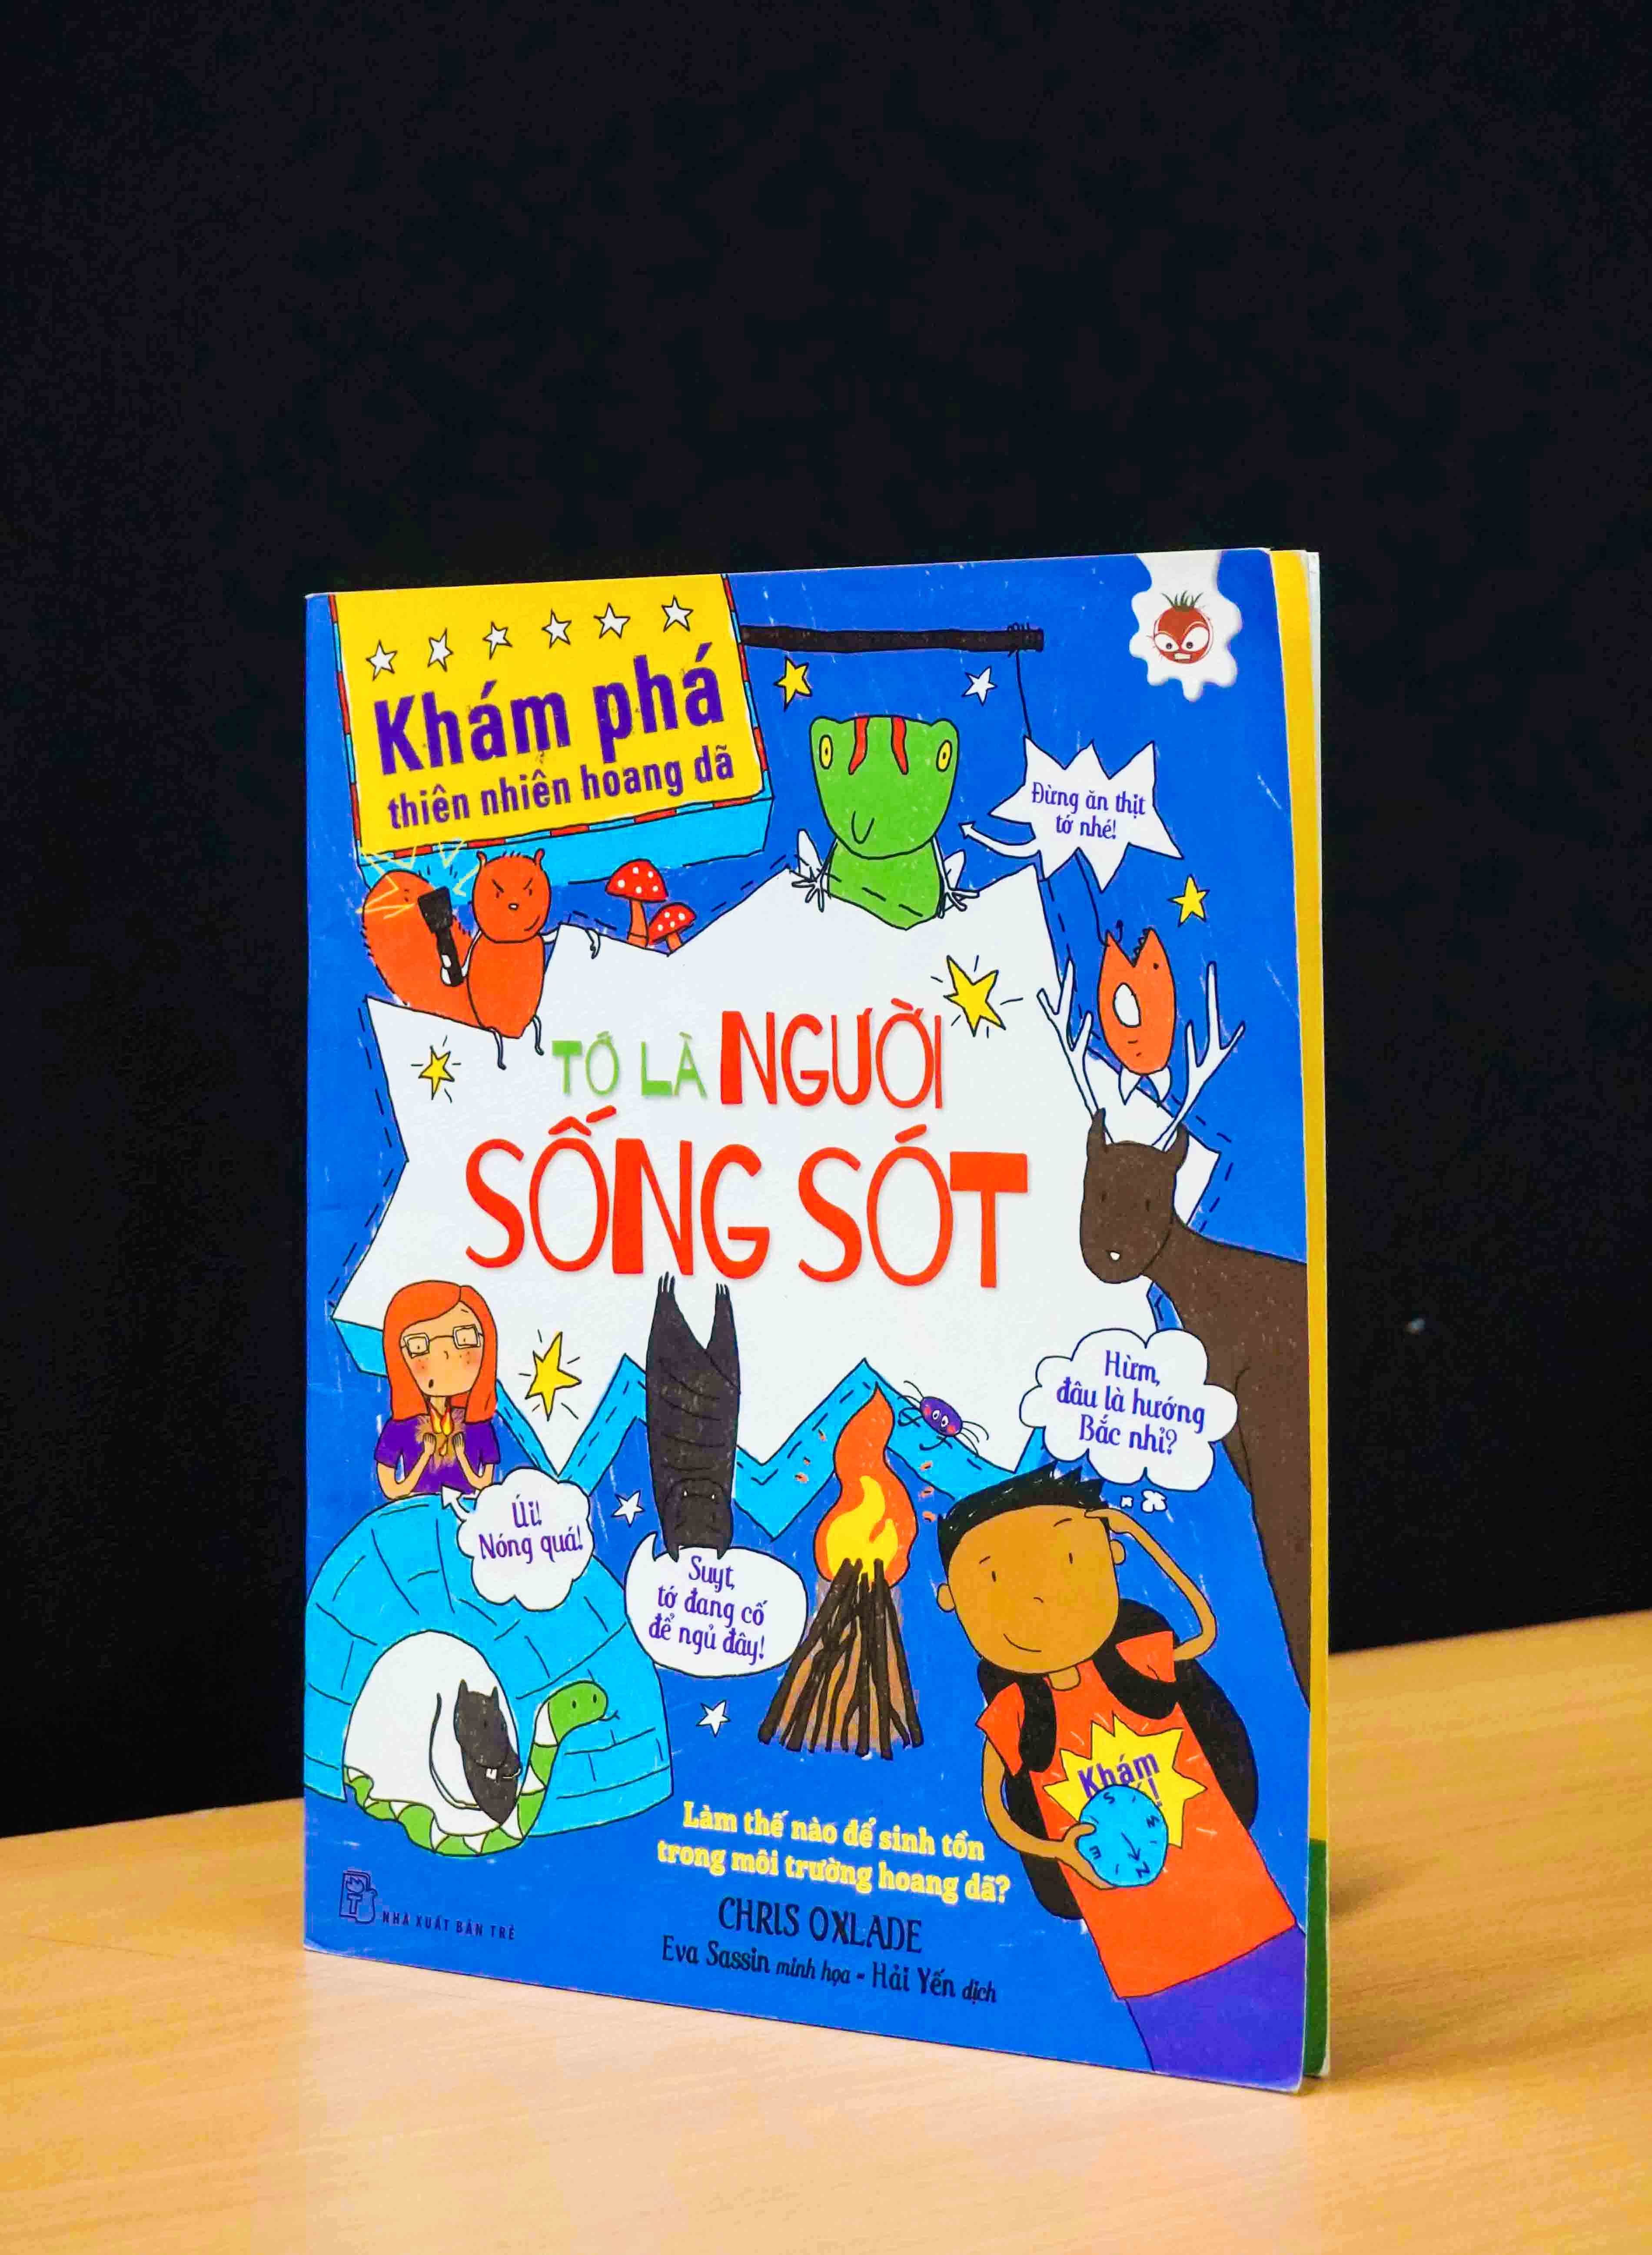 Khám phá
thiên nhiên hoang dã
Đừng ăn thịt
tớ nhé!
TỚ LÀ NGƯỜI
SỐNG SÓT
Hừm,
đâu là hướng
Bắc nhỉ?
Úi!
Nóng quá!
Suỵt,
tớ đang cố
để ngủ đây!
Khám
S
W
E
N
Làm thế nào để sinh tồn
trong môi trường hoang dã?
CHRIS OXLADE
Eva Sassin minh họa - Hải Yến dịch
NHÀ XUẤT BẢN TRẺ